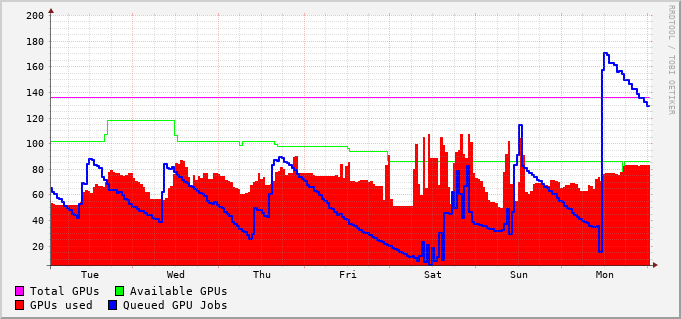 200
180
160
140
120
100
80
60
40
20
Tue Wed Thu Fri Sat Sun Mon
Total GPUs Available GPUs
GPUs used Queued GPU Jobs
RRDTOOL / TOBI OETIKER